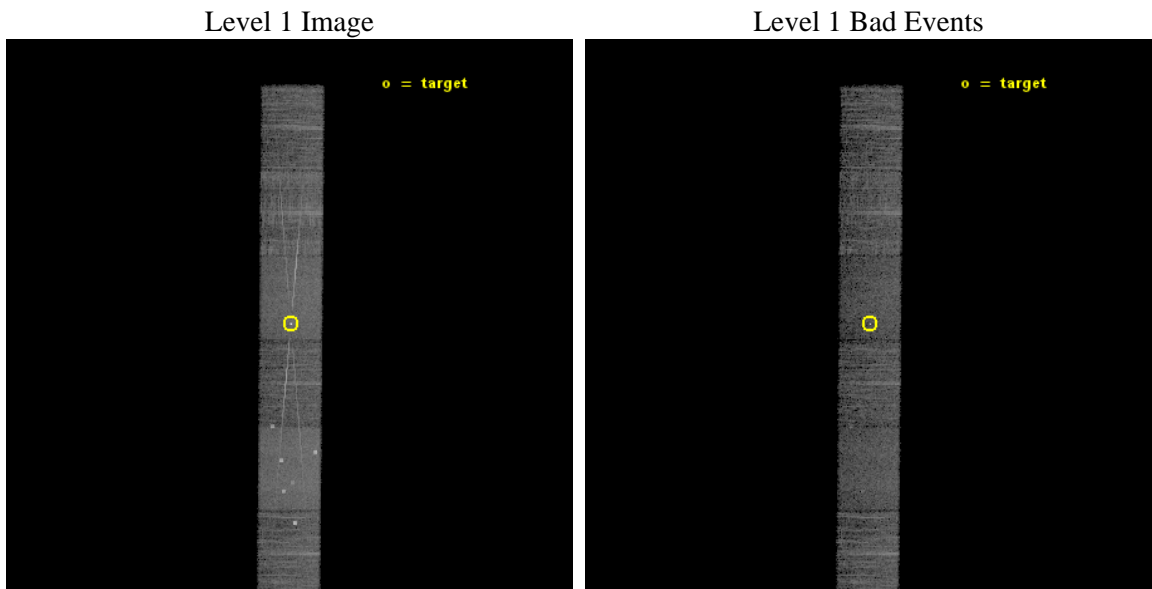 Level 1 Image
Level 1 Bad Events
o = target
o = target